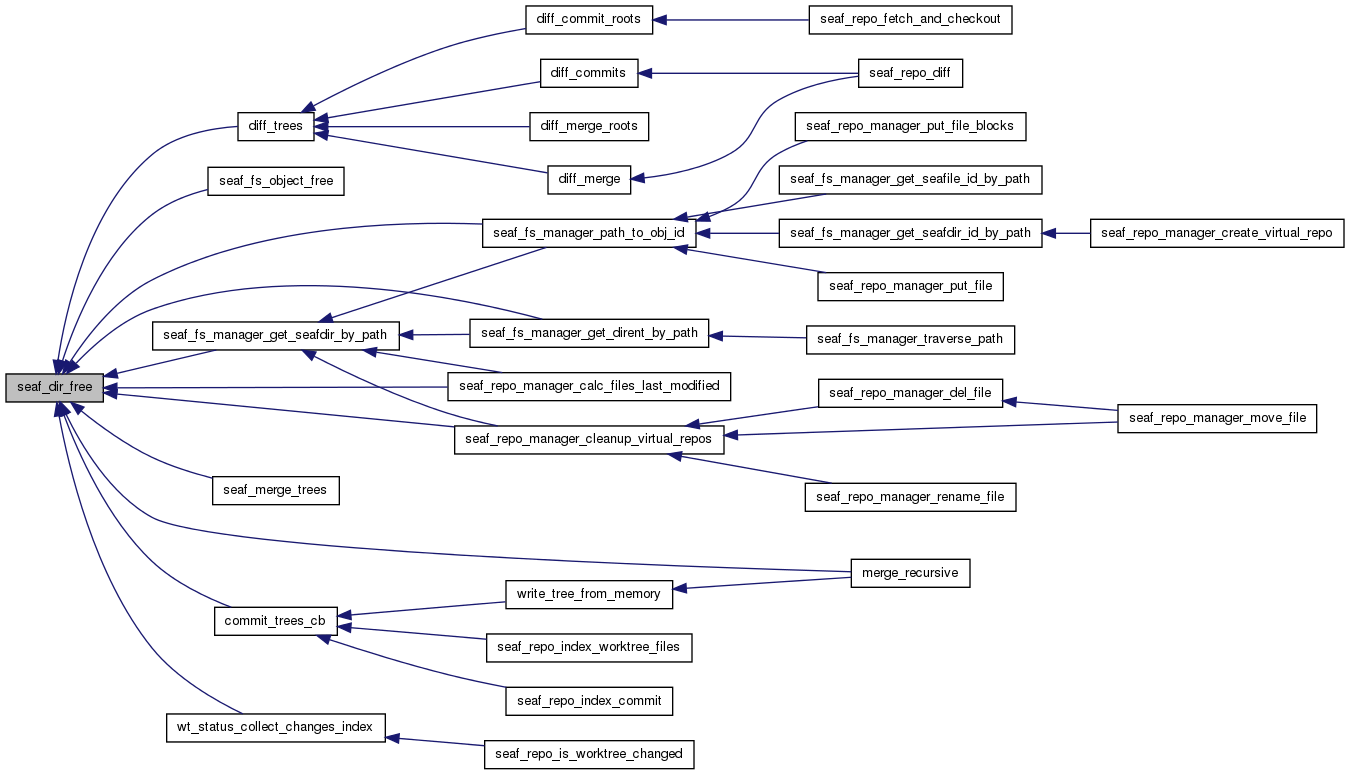 diff_commit_roots
seaf_repo_fetch_and_checkout
diff_commits
seaf_repo_diff
diff_trees
diff_merge_roots
seaf_repo_manager_put_file_blocks
seaf_fs_object_free
diff_merge
seaf_fs_manager_get_seafile_id_by_path
seaf_fs_manager_path_to_obj_id
seaf_fs_manager_get_seafdir_id_by_path
seaf_repo_manager_create_virtual_repo
seaf_repo_manager_put_file
seaf_fs_manager_get_seafdir_by_path
seaf_fs_manager_get_dirent_by_path
seaf_fs_manager_traverse_path
seaf_dir_free
seaf_repo_manager_calc_files_last_modified
seaf_repo_manager_del_file
seaf_repo_manager_move_file
seaf_repo_manager_cleanup_virtual_repos
seaf_merge_trees
seaf_repo_manager_rename_file
merge_recursive
write_tree_from_memory
commit_trees_cb
seaf_repo_index_worktree_files
seaf_repo_index_commit
wt_status_collect_changes_index
seaf_repo_is_worktree_changed